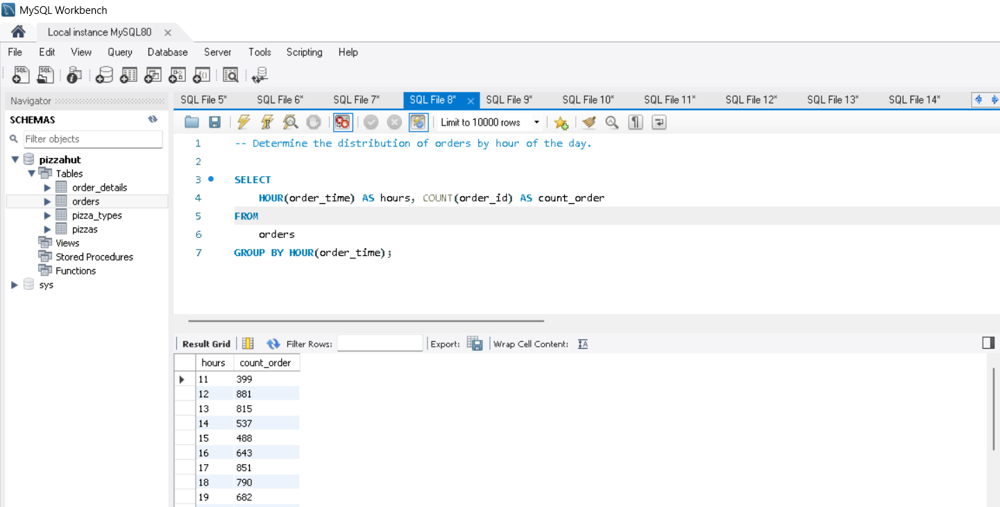 MySQL Workbench
Local instance MySQL80
File Edit View Query Database Server Tools Scripting Help
Navigator
SCHEMAS
Filter objects
pizzahut
Tables
order_details
orders
pizza_types
pizzas
Views
Stored Procedures
Functions
sys
SQL File 5* SQL File 6* SQL File 7* SQL File 8* SQL File 9* SQL File 10* SQL File 11* SQL File 12* SQL File 13* SQL File 14*
Limit to 10000 rows
1 -- Determine the distribution of orders by hour of the day.
2
3 SELECT
4 HOUR(order_time) AS hours, COUNT(order_id) AS count_order
5 FROM
6 orders
7 GROUP BY HOUR(order_time);
Result Grid Filter Rows: Export: Wrap Cell Content: IA
hours count_order
11 399
12 881
13 815
14 537
15 488
16 643
17 851
18 790
19 682